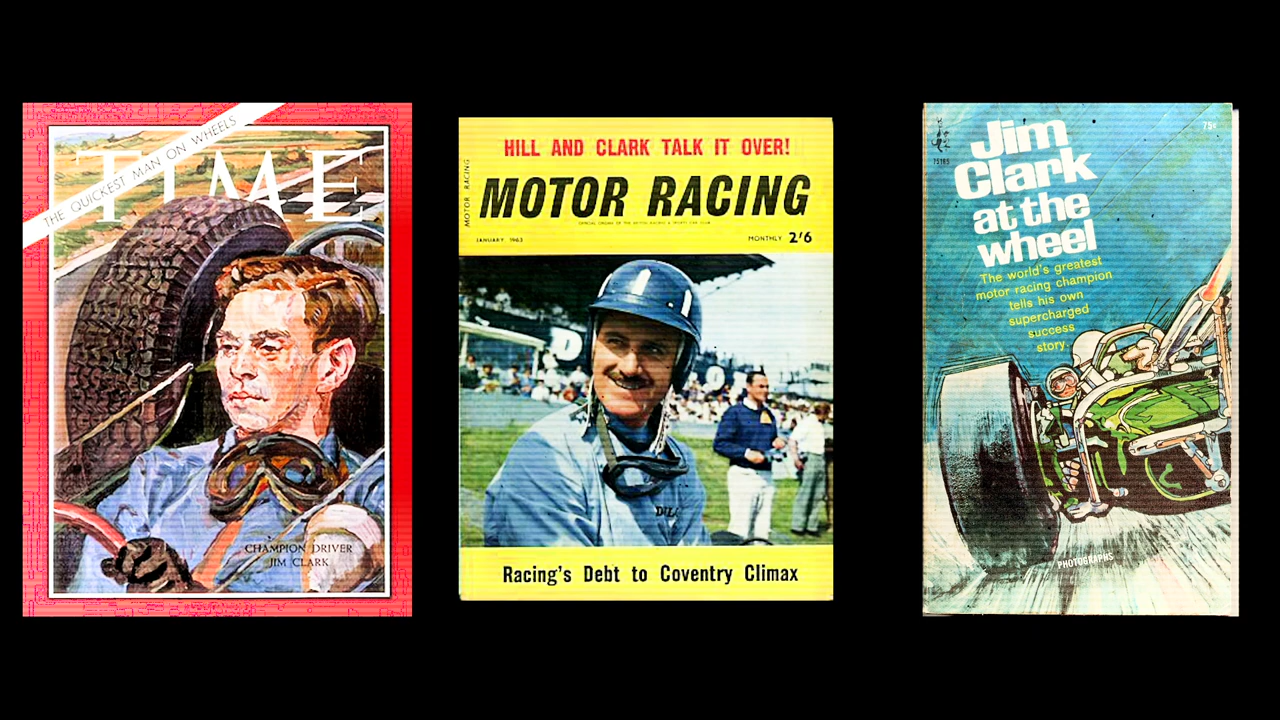 THE QUICKEST MAN ON WHEELS
TIME
CHAMPION DRIVER
JIM CLARK
HILL AND CLARK TALK IT OVER!
MOTOR RACING
MOTOR RACING
JANUARY, 1963
MONTHLY 2'6
Racing's Debt to Coventry Climax
75¢
75165
Jim
Clark
at the
wheel
The world's greatest
motor racing champion
tells his own
supercharged
success
story.
PHOTOGRAPHS